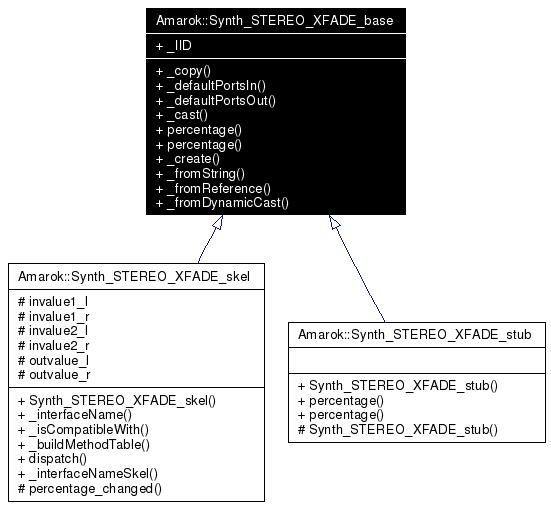 Amarok::Synth_STEREO_XFADE_base
+ _IID
+ _copy()
+ _defaultPortsIn()
+ _defaultPortsOut()
+ _cast()
+ percentage()
+ percentage()
+ _create()
+ _fromString()
+ _fromReference()
+ _fromDynamicCast()
Amarok::Synth_STEREO_XFADE_skel
# invalue1_l
# invalue1_r
# invalue2_l
# invalue2_r
# outvalue_l
# outvalue_r
+ Synth_STEREO_XFADE_skel()
+ _interfaceName()
+ _isCompatibleWith()
+ _buildMethodTable()
+ dispatch()
+ _interfaceNameSkel()
# percentage_changed()
Amarok::Synth_STEREO_XFADE_stub
+ Synth_STEREO_XFADE_stub()
+ percentage()
+ percentage()
# Synth_STEREO_XFADE_stub()